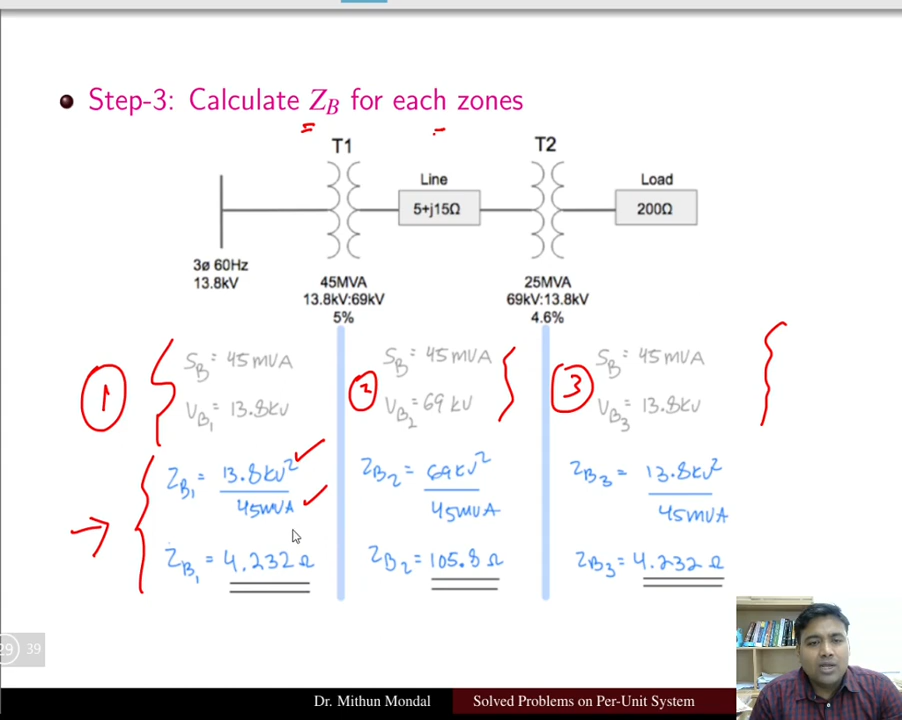 Step-3: Calculate Z_B for each zones
T1
T2
Line
Load
5+j15Ω
200Ω
3ø 60Hz
13.8kV
45MVA
13.8kV:69kV
5%
25MVA
69kV:13.8kV
4.6%
1
S_B = 45 MVA
V_B1 = 13.8kV
2
S_B = 45 MVA
V_B2 = 69 kV
3
S_B = 45 MVA
V_B3 = 13.8kV
Z_B1 = 13.8kV²
45MVA
Z_B1 = 4.232 Ω
Z_B2 = 69kV²
45MVA
Z_B2 = 105.8 Ω
Z_B3 = 13.8kV²
45MVA
Z_B3 = 4.232 Ω
29 39
Dr. Mithun Mondal Solved Problems on Per-Unit System